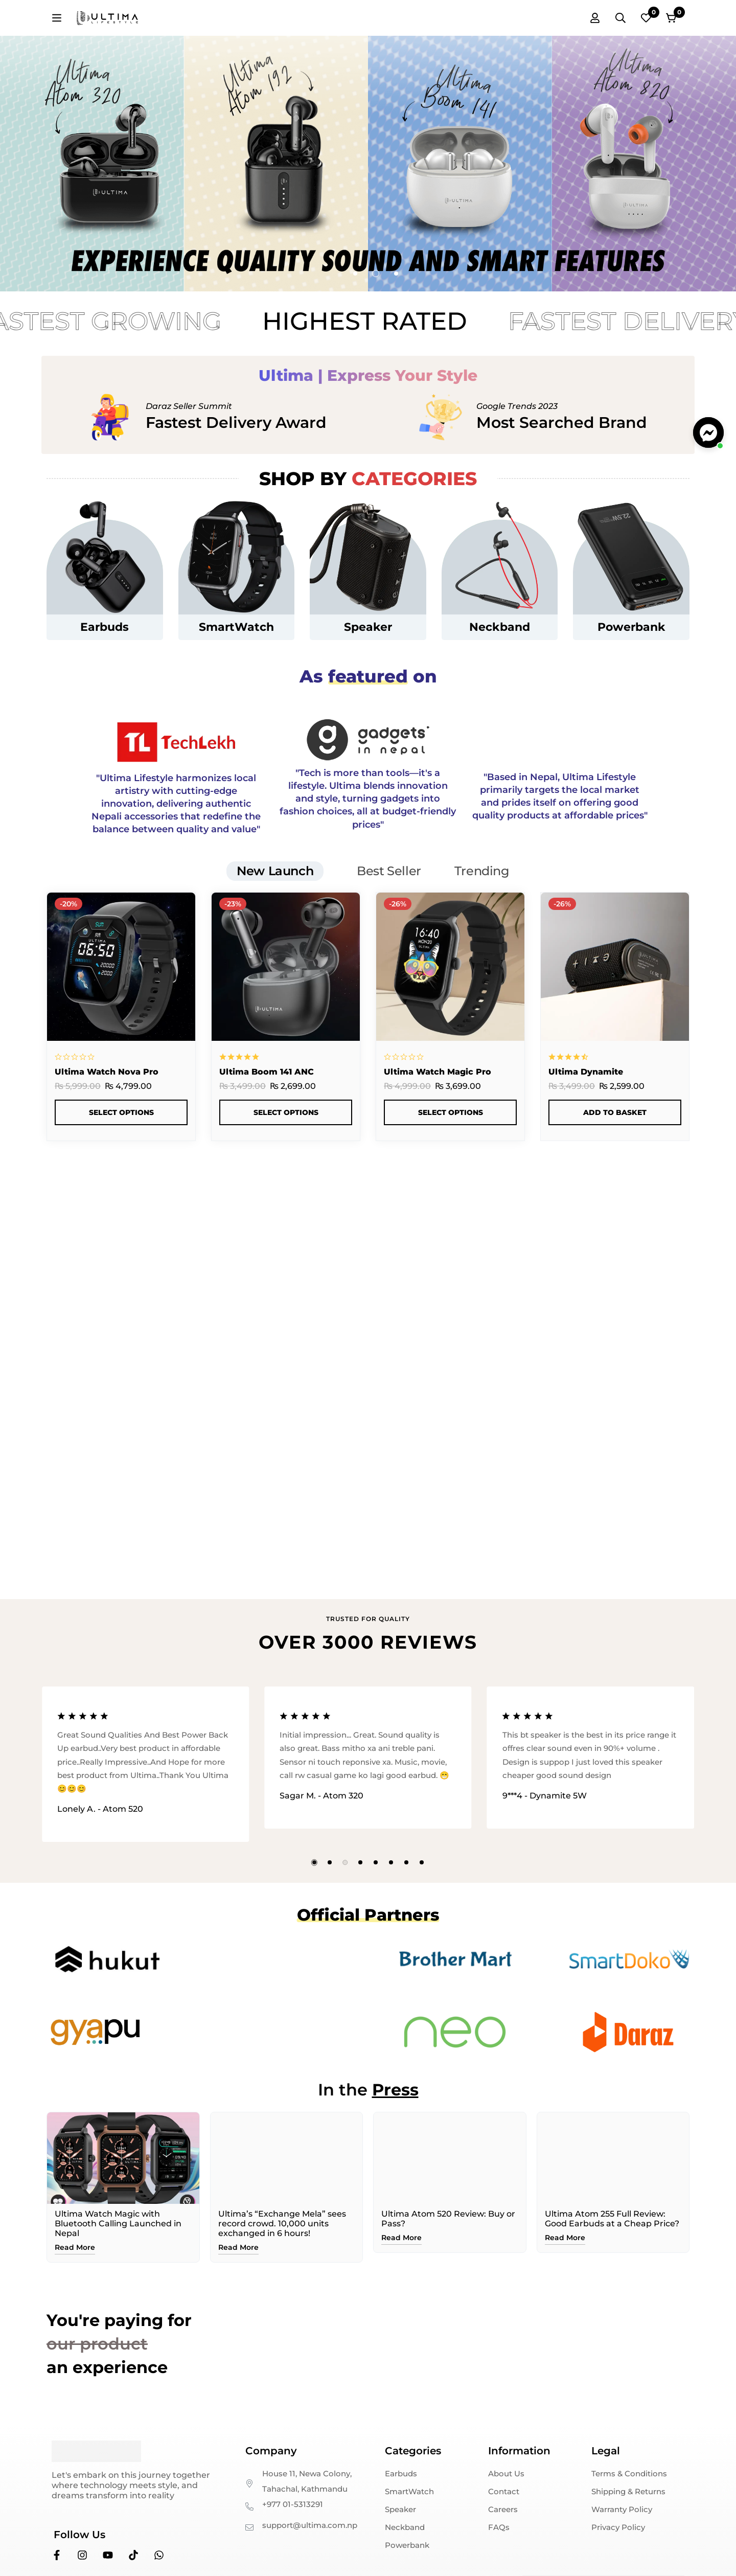 ULTIMA
LIFESTYLE
0
0
Ultima
Atom 320
Ultima
Atom 192
Ultima
Boom 141
Ultima
Atom 820
ULTIMA
ULTIMA
ULTIMA
EXPERIENCE QUALITY SOUND AND SMART FEATURES
ASTEST GROWING
HIGHEST RATED
FASTEST DELIVERY
Ultima | Express Your Style
Daraz Seller Summit
Fastest Delivery Award
Google Trends 2023
Most Searched Brand
SHOP BY CATEGORIES
22.5W
Earbuds
SmartWatch
Speaker
Neckband
Powerbank
As featured on
TL TechLekh
g gadgets
in nepal
"Ultima Lifestyle harmonizes local
artistry with cutting-edge
innovation, delivering authentic
Nepali accessories that redefine the
balance between quality and value"
"Tech is more than tools—it's a
lifestyle. Ultima blends innovation
and style, turning gadgets into
fashion choices, all at budget-friendly
prices"
"Based in Nepal, Ultima Lifestyle
primarily targets the local market
and prides itself on offering good
quality products at affordable prices"
New Launch
Best Seller
Trending
-20%
-23%
-26%
-26%
ULTIMA
06:50
16:40
ULTIMA
ULTIMA
Ultima Watch Nova Pro
₨ 5,999.00 ₨ 4,799.00
SELECT OPTIONS
Ultima Boom 141 ANC
₨ 3,499.00 ₨ 2,699.00
SELECT OPTIONS
Ultima Watch Magic Pro
₨ 4,999.00 ₨ 3,699.00
SELECT OPTIONS
Ultima Dynamite
₨ 3,499.00 ₨ 2,599.00
ADD TO BASKET
TRUSTED FOR QUALITY
OVER 3000 REVIEWS
Great Sound Qualities And Best Power Back
Up earbud..Very best product in affordable
price..Really Impressive..And Hope for more
best product from Ultima..Thank You Ultima
😊😊😊
Lonely A. - Atom 520
Initial impression... Great. Sound quality is
also great. Bass mitho xa ani treble pani.
Sensor ni touch reponsive xa. Music, movie,
call rw casual game ko lagi good earbud. 😁
Sagar M. - Atom 320
This bt speaker is the best in its price range it
offres clear sound even in 90%+ volume .
Design is suppop I just loved this speaker
cheaper good sound design
9***4 - Dynamite 5W
Official Partners
hukut
Brother Mart
SmartDoko
gyapu
neo
Daraz
In the Press
Ultima Watch Magic with
Bluetooth Calling Launched in
Nepal
Read More
Ultima's “Exchange Mela” sees
record crowd. 10,000 units
exchanged in 6 hours!
Read More
Ultima Atom 520 Review: Buy or
Pass?
Read More
Ultima Atom 255 Full Review:
Good Earbuds at a Cheap Price?
Read More
You're paying for
our product
an experience
Let's embark on this journey together
where technology meets style, and
dreams transform into reality
Follow Us
Company
House 11, Newa Colony,
Tahachal, Kathmandu
+977 01-5313291
support@ultima.com.np
Categories
Earbuds
SmartWatch
Speaker
Neckband
Powerbank
Information
About Us
Contact
Careers
FAQs
Legal
Terms & Conditions
Shipping & Returns
Warranty Policy
Privacy Policy